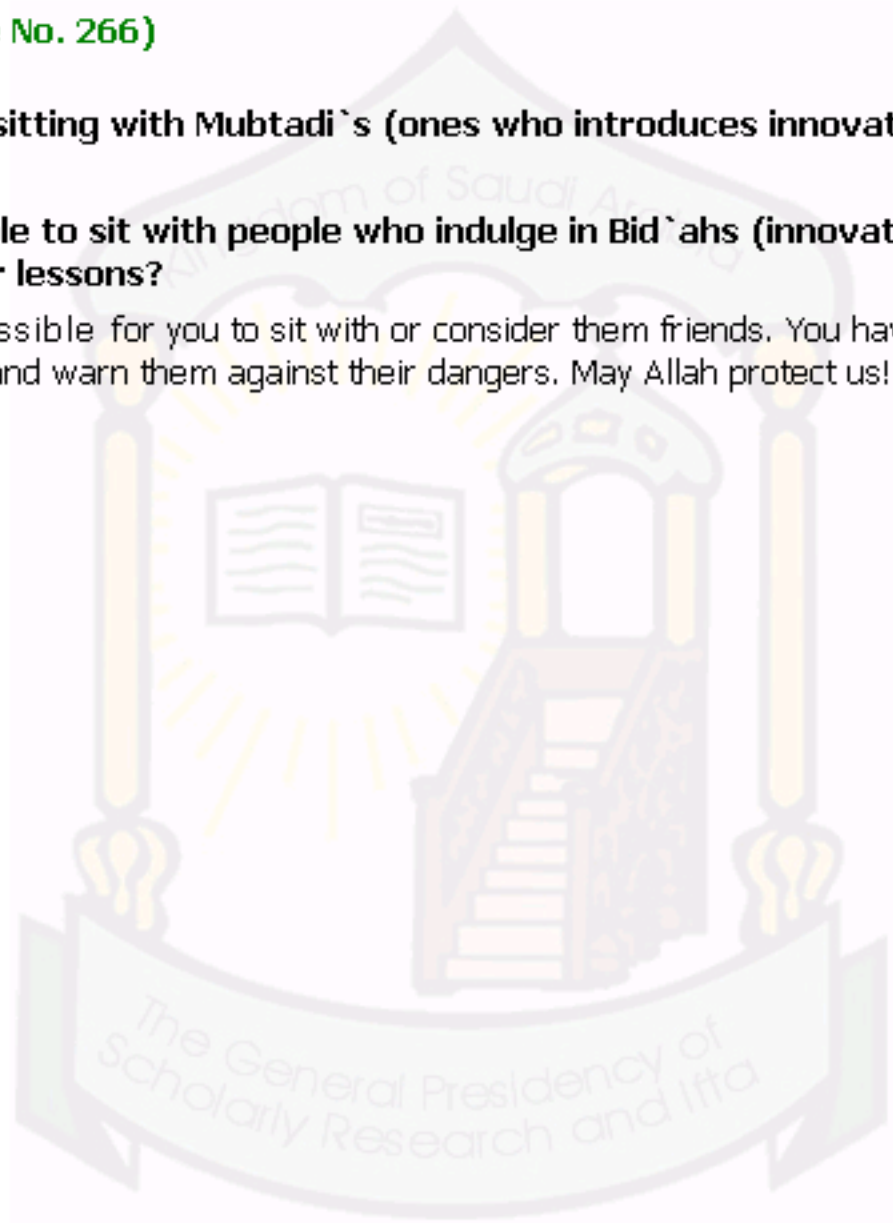 No. 266)
sitting with Mubtadi`s (ones who introduces innovat
le to sit with people who indulge in Bid`ahs (innovat
r lessons?
ssible for you to sit with or consider them friends. You hav
nd warn them against their dangers. May Allah protect us!
Kingdom of Saudi Arabia
The General Presidency of
Scholarly Research and Ifta